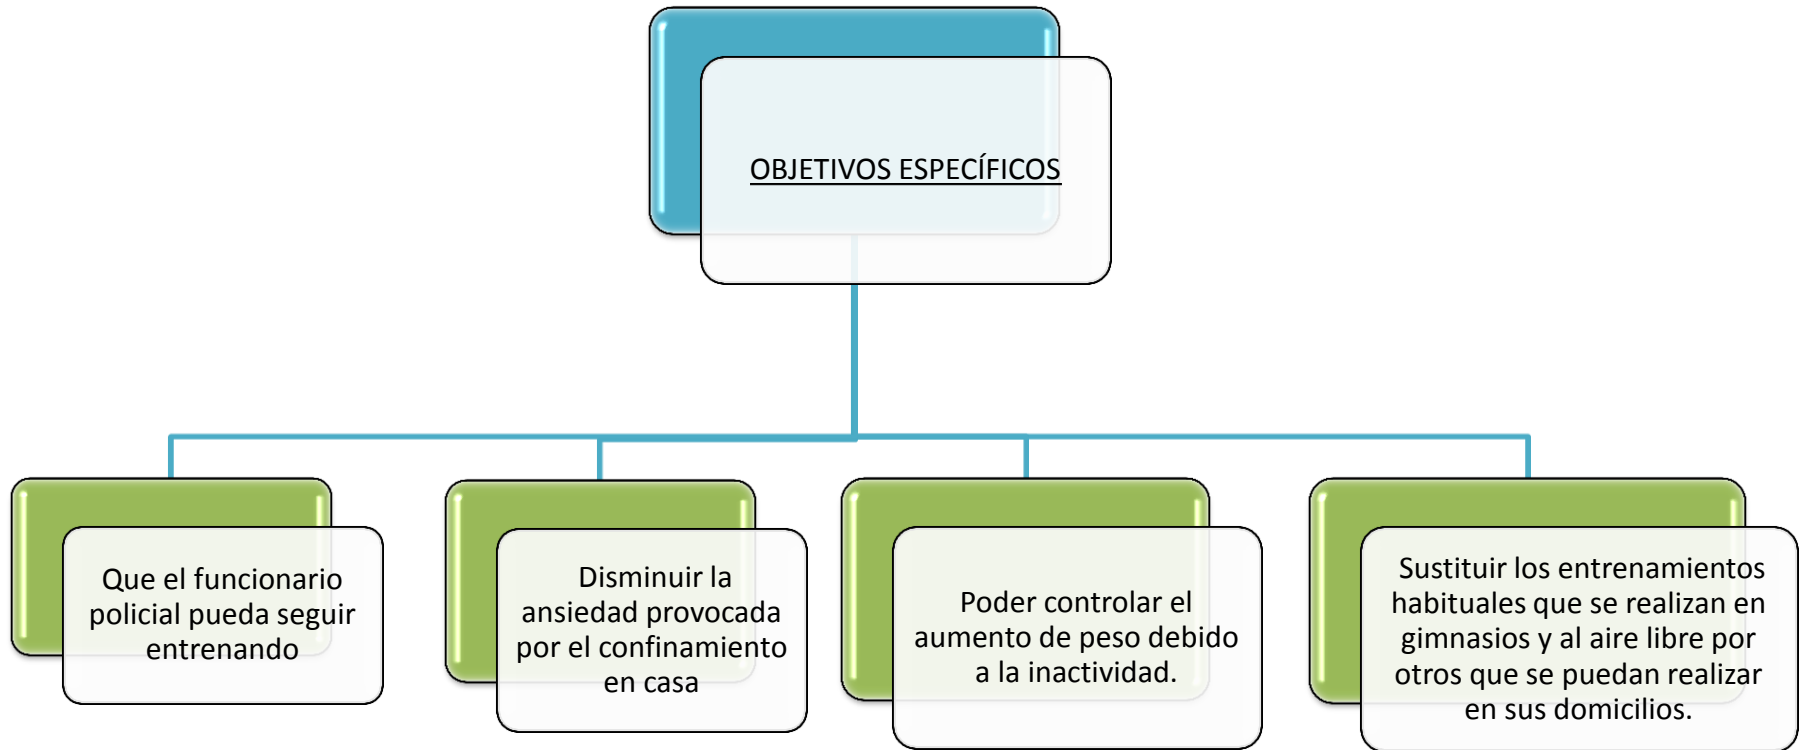 OBJETIVOS ESPECÍFICOS
Que el funcionario
policial pueda seguir
entrenando
Disminuir la
ansiedad provocada
por el confinamiento
en casa
Poder controlar el
aumento de peso debido
a la inactividad.
Sustituir los entrenamientos
habituales que se realizan en
gimnasios y al aire libre por
otros que se puedan realizar
en sus domicilios.